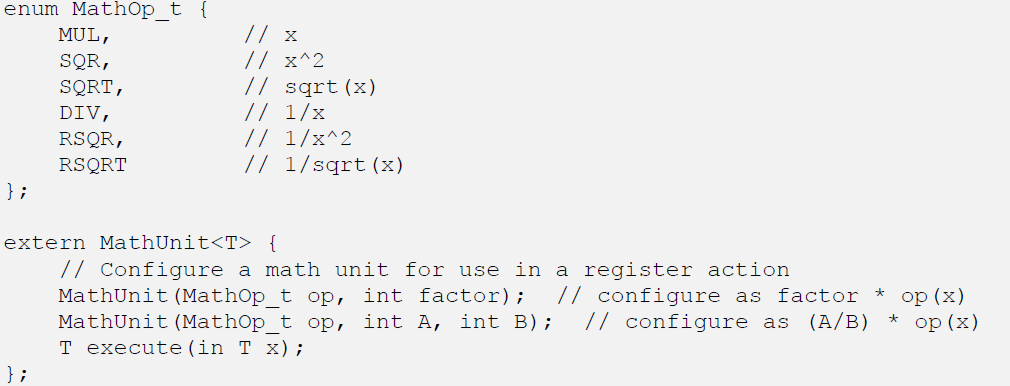 enum MathOp_t {
    MUL,          // x
    SQR,          // x^2
    SQRT,         // sqrt(x)
    DIV,          // 1/x
    RSQR,         // 1/x^2
    RSQRT         // 1/sqrt(x)
};

extern MathUnit<T> {
    // Configure a math unit for use in a register action
    MathUnit(MathOp_t op, int factor);  // configure as factor * op(x)
    MathUnit(MathOp_t op, int A, int B);  // configure as (A/B) * op(x)
    T execute(in T x);
};